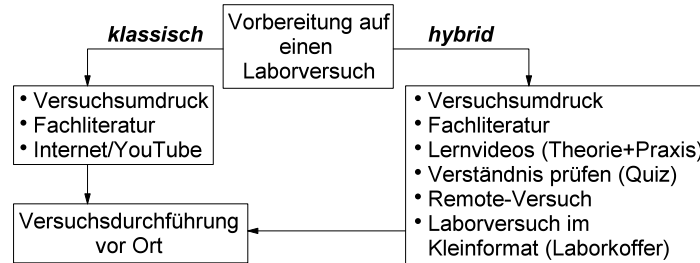 Vorbereitung auf
einen
Laborversuch
klassisch
hybrid
• Versuchsumdruck
• Fachliteratur
• Internet/YouTube
Versuchsdurchführung
vor Ort
• Versuchsumdruck
• Fachliteratur
• Lernvideos (Theorie+Praxis)
• Verständnis prüfen (Quiz)
• Remote-Versuch
• Laborversuch im
Kleinformat (Laborkoffer)